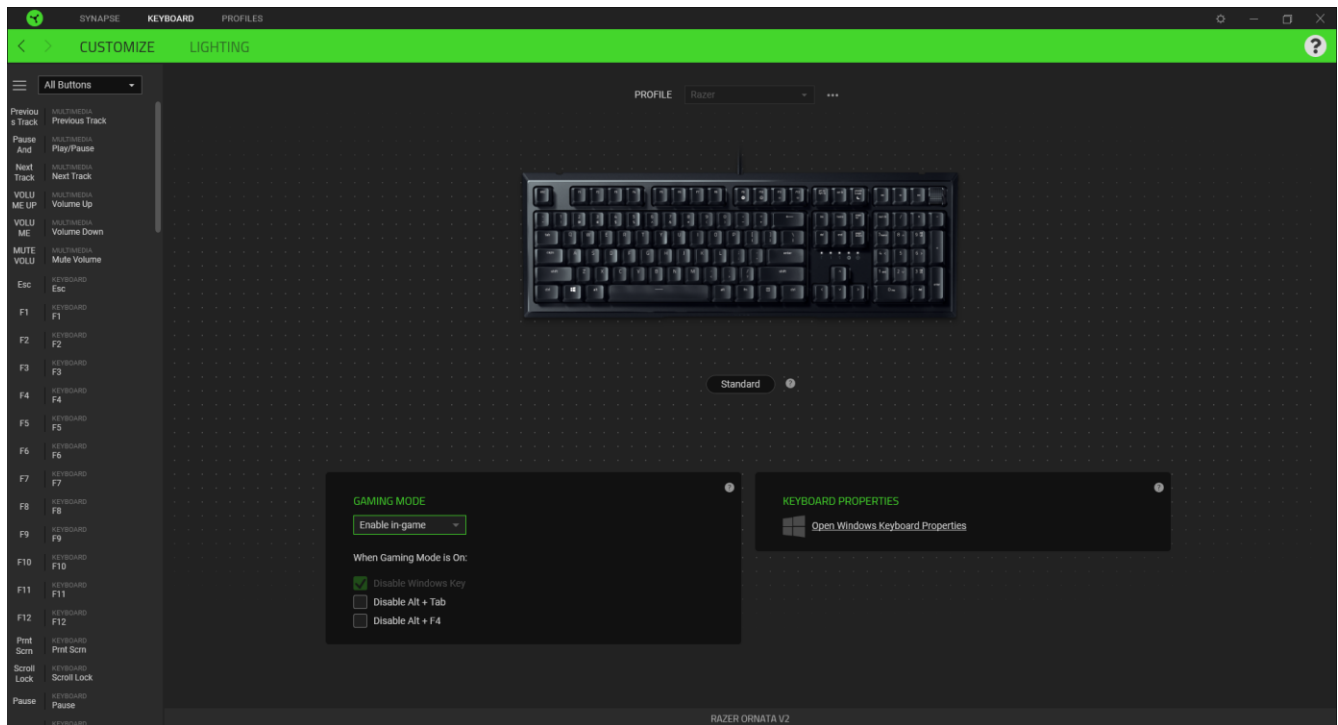 SYNAPSE KEYBOARD PROFILES
CUSTOMIZE LIGHTING
?
All Buttons
PROFILE Razer
Previou
s Track
MULTIMEDIA
Previous Track
Pause
And
MULTIMEDIA
Play/Pause
Next
Track
MULTIMEDIA
Next Track
VOLU
ME UP
MULTIMEDIA
Volume Up
VOLU
ME
MULTIMEDIA
Volume Down
MUTE
VOLU
MULTIMEDIA
Mute Volume
Esc
KEYBOARD
Esc
F1
KEYBOARD
F1
F2
KEYBOARD
F2
F3
KEYBOARD
F3
F4
KEYBOARD
F4
F5
KEYBOARD
F5
F6
KEYBOARD
F6
F7
KEYBOARD
F7
F8
KEYBOARD
F8
F9
KEYBOARD
F9
F10
KEYBOARD
F10
F11
KEYBOARD
F11
F12
KEYBOARD
F12
Prnt
Scrn
KEYBOARD
Prnt Scrn
Scroll
Lock
KEYBOARD
Scroll Lock
Pause
KEYBOARD
Pause
KEYBOARD
Standard ?
GAMING MODE ?
Enable in-game
When Gaming Mode is On:
Disable Windows Key
Disable Alt + Tab
Disable Alt + F4
KEYBOARD PROPERTIES ?
Open Windows Keyboard Properties
RAZER ORNATA V2